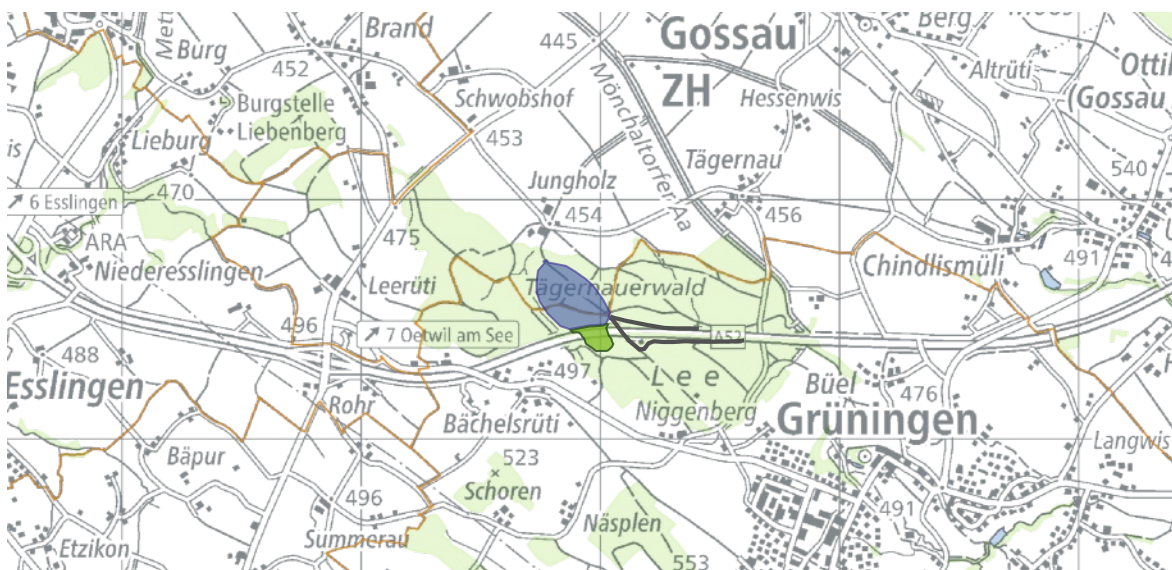 Burg
Brand
445
Gossau
ZH
Berg
Altrüti
Ottil
(Gossau
452
Burgstelle
Liebenberg
Schwobshof
Mönchaltorfer Aa
Hessenwis
Lieburg
453
Tägernau
540
is
470
Jungholz
↗ 6 Esslingen
454
456
ARA
475
Niederesslingen
Leerüti
Tägernauerwald
Chindlismüli
491
496
↗ 7 Oetwil am See
A52
488
497
Lee
Büel
476
Esslingen
Rohr
Bächelsrüti
Niggenberg
Grüningen
Langwis
Bäpur
523
Schoren
496
Näsplen
491
Etzikon
Summerau
553